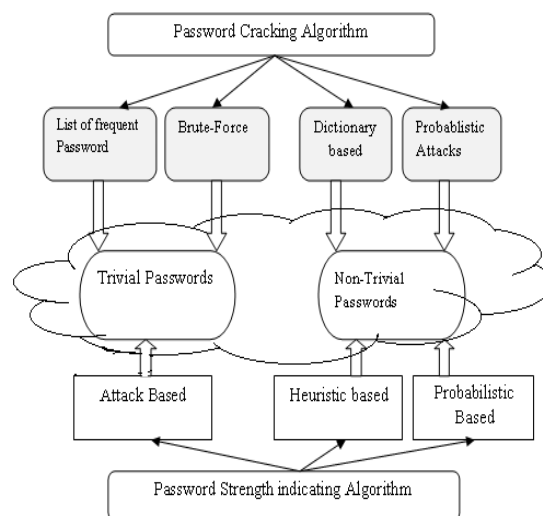 Password Cracking Algorithm
List of frequent
Password
Brute-Force
Dictionary
based
Probablistic
Attacks
Trivial Passwords
Non-Trivial
Passwords
Attack Based
Heuristic based
Probabilistic
Based
Password Strength indicating Algorithm